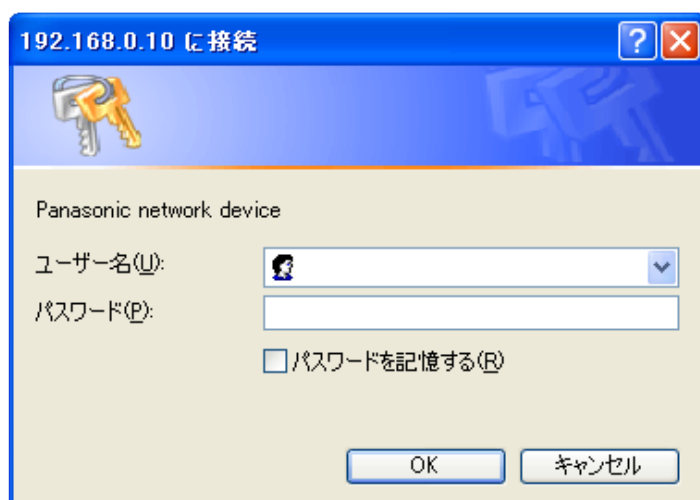 192.168.0.10 に接続
Panasonic network device
ユーザー名(U):
パスワード(P):
パスワードを記憶する(R)
OK
キャンセル